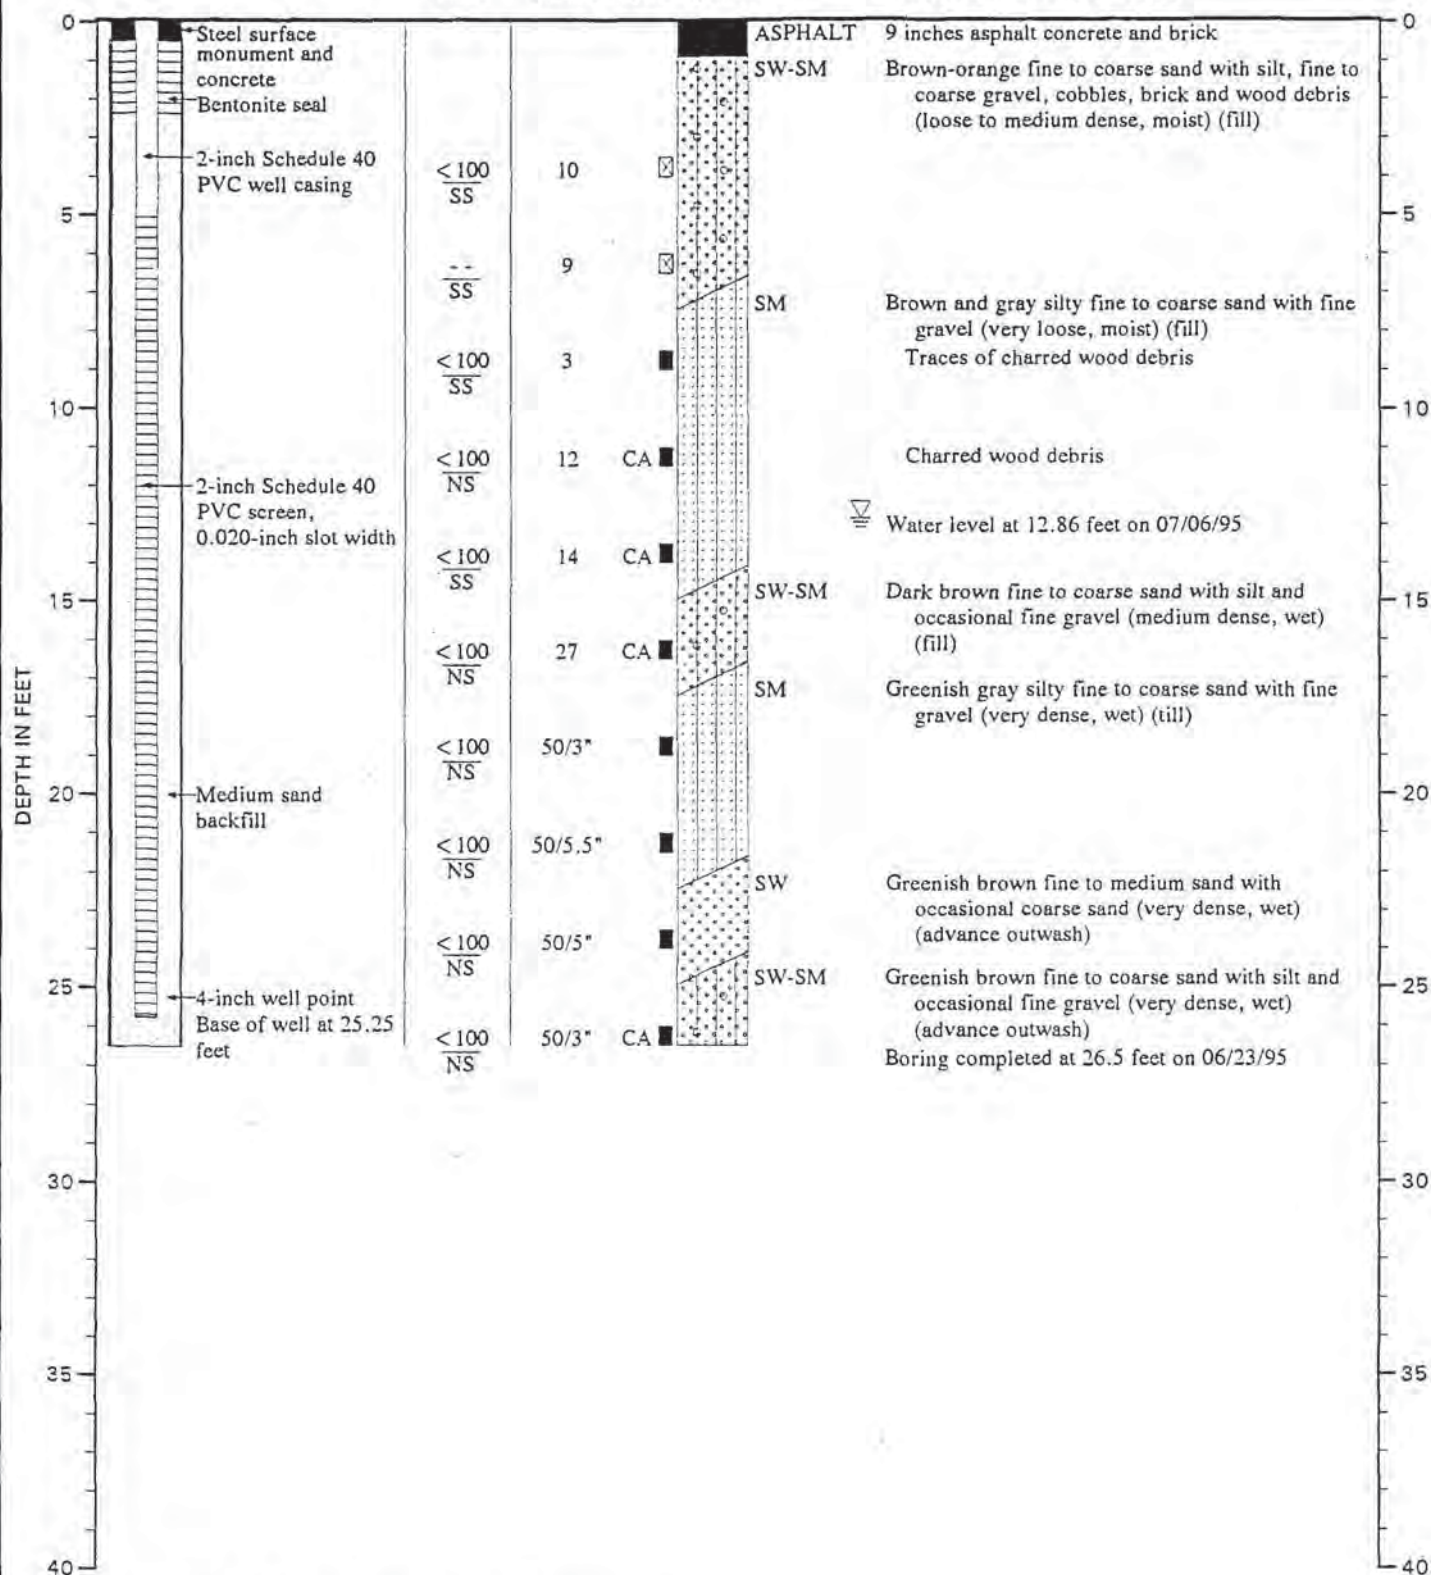 0 Steel surface ASPHALT 9 inches asphalt concrete and brick 0
monument and
concrete
SW-SM Brown-orange fine to coarse sand with silt, fine to
coarse gravel, cobbles, brick and wood debris
(loose to medium dense, moist) (fill)
Bentonite seal
2-inch Schedule 40
PVC well casing
<100 10
SS
5 5
- - 9
SS
SM Brown and gray silty fine to coarse sand with fine
gravel (very loose, moist) (fill)
Traces of charred wood debris
<100 3
SS
10 10
<100 12 CA Charred wood debris
NS
2-inch Schedule 40
PVC screen,
0.020-inch slot width
Water level at 12.86 feet on 07/06/95
<100 14 CA
SS
15 SW-SM Dark brown fine to coarse sand with silt and 15
occasional fine gravel (medium dense, wet)
(fill)
<100 27 CA
NS
SM Greenish gray silty fine to coarse sand with fine
gravel (very dense, wet) (till)
DEPTH IN FEET
<100 50/3"
NS
20 Medium sand 20
backfill
<100 50/5.5"
NS
SW Greenish brown fine to medium sand with
occasional coarse sand (very dense, wet)
(advance outwash)
<100 50/5"
NS
25 SW-SM Greenish brown fine to coarse sand with silt and 25
occasional fine gravel (very dense, wet)
(advance outwash)
4-inch well point
Base of well at 25.25
feet
<100 50/3" CA
NS
Boring completed at 26.5 feet on 06/23/95
30 30
35 35
40 40